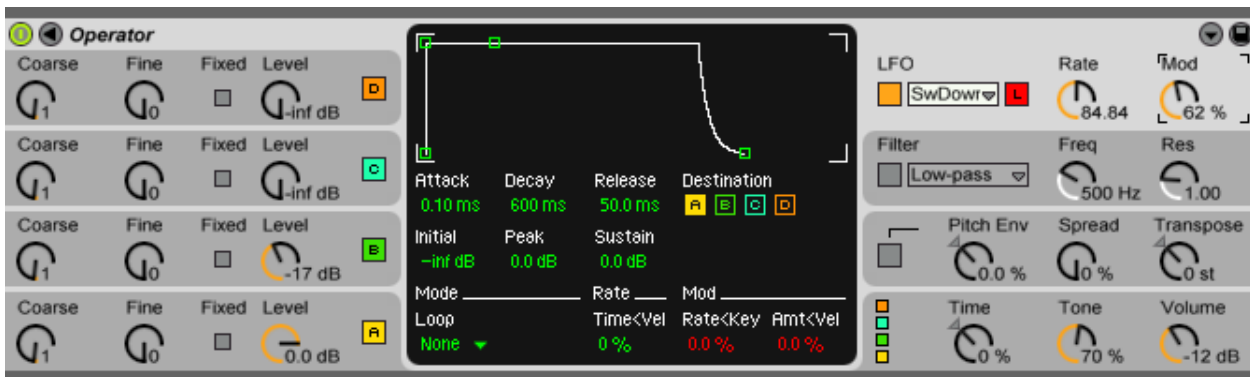 Operator
Coarse Fine Fixed Level
1 0 -inf dB D
Coarse Fine Fixed Level
1 0 -inf dB C
Coarse Fine Fixed Level
1 0 -17 dB B
Coarse Fine Fixed Level
1 0 0.0 dB A
Attack Decay Release Destination
0.10 ms 600 ms 50.0 ms A B C D
Initial Peak Sustain
-inf dB 0.0 dB 0.0 dB
Mode Rate Mod
Loop Time<Vel Rate<Key Amt<Vel
None 0 % 0.0 % 0.0 %
LFO Rate Mod
SwDowr L 84.84 62 %
Filter Freq Res
Low-pass 500 Hz 1.00
Pitch Env Spread Transpose
0.0 % 0 % 0 st
Time Tone Volume
0 % 70 % -12 dB